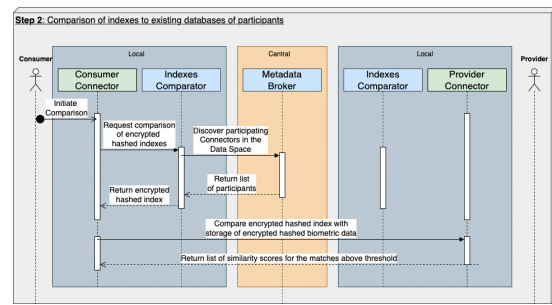 Step 2: Comparison of indexes to existing databases of participants
Local
Central
Local
Consumer
Provider
Consumer
Connector
Indexes
Comparator
Metadata
Broker
Indexes
Comparator
Provider
Connector
Initiate
Comparison
Request comparison
of encrypted
hashed indexes
Discover participating
Connectors in the
Data Space
Return list
of participants
Return encrypted
hashed index
Compare encrypted hashed index with
storage of encrypted hashed biometric data
Return list of similarity scores for the matches above threshold